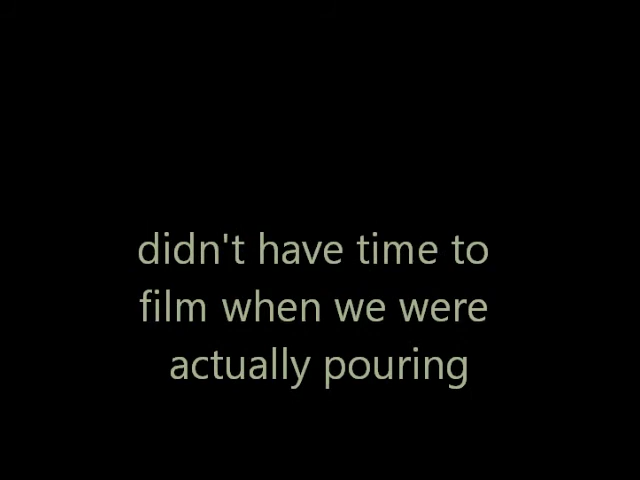 didn't have time to
film when we were
actually pouring